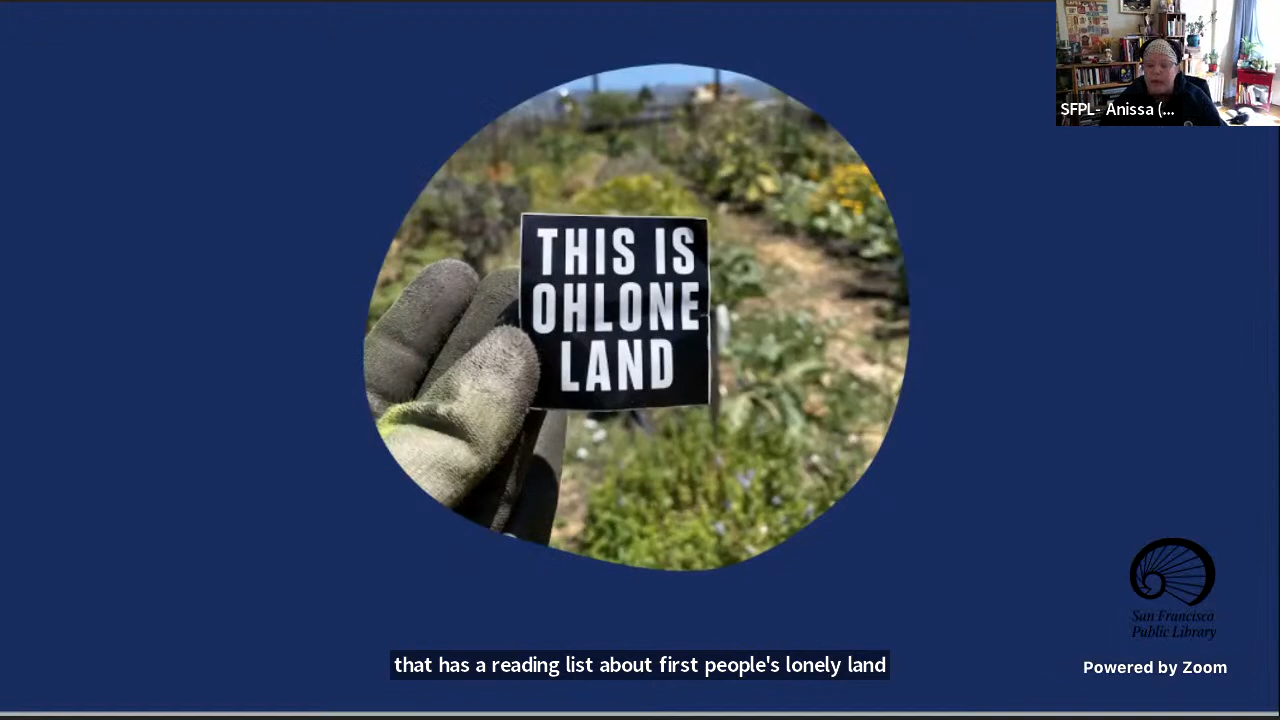 SFPL- Anissa (...
THIS IS
OHLONE
LAND
San Francisco
Public Library
that has a reading list about first people's lonely land
Powered by Zoom